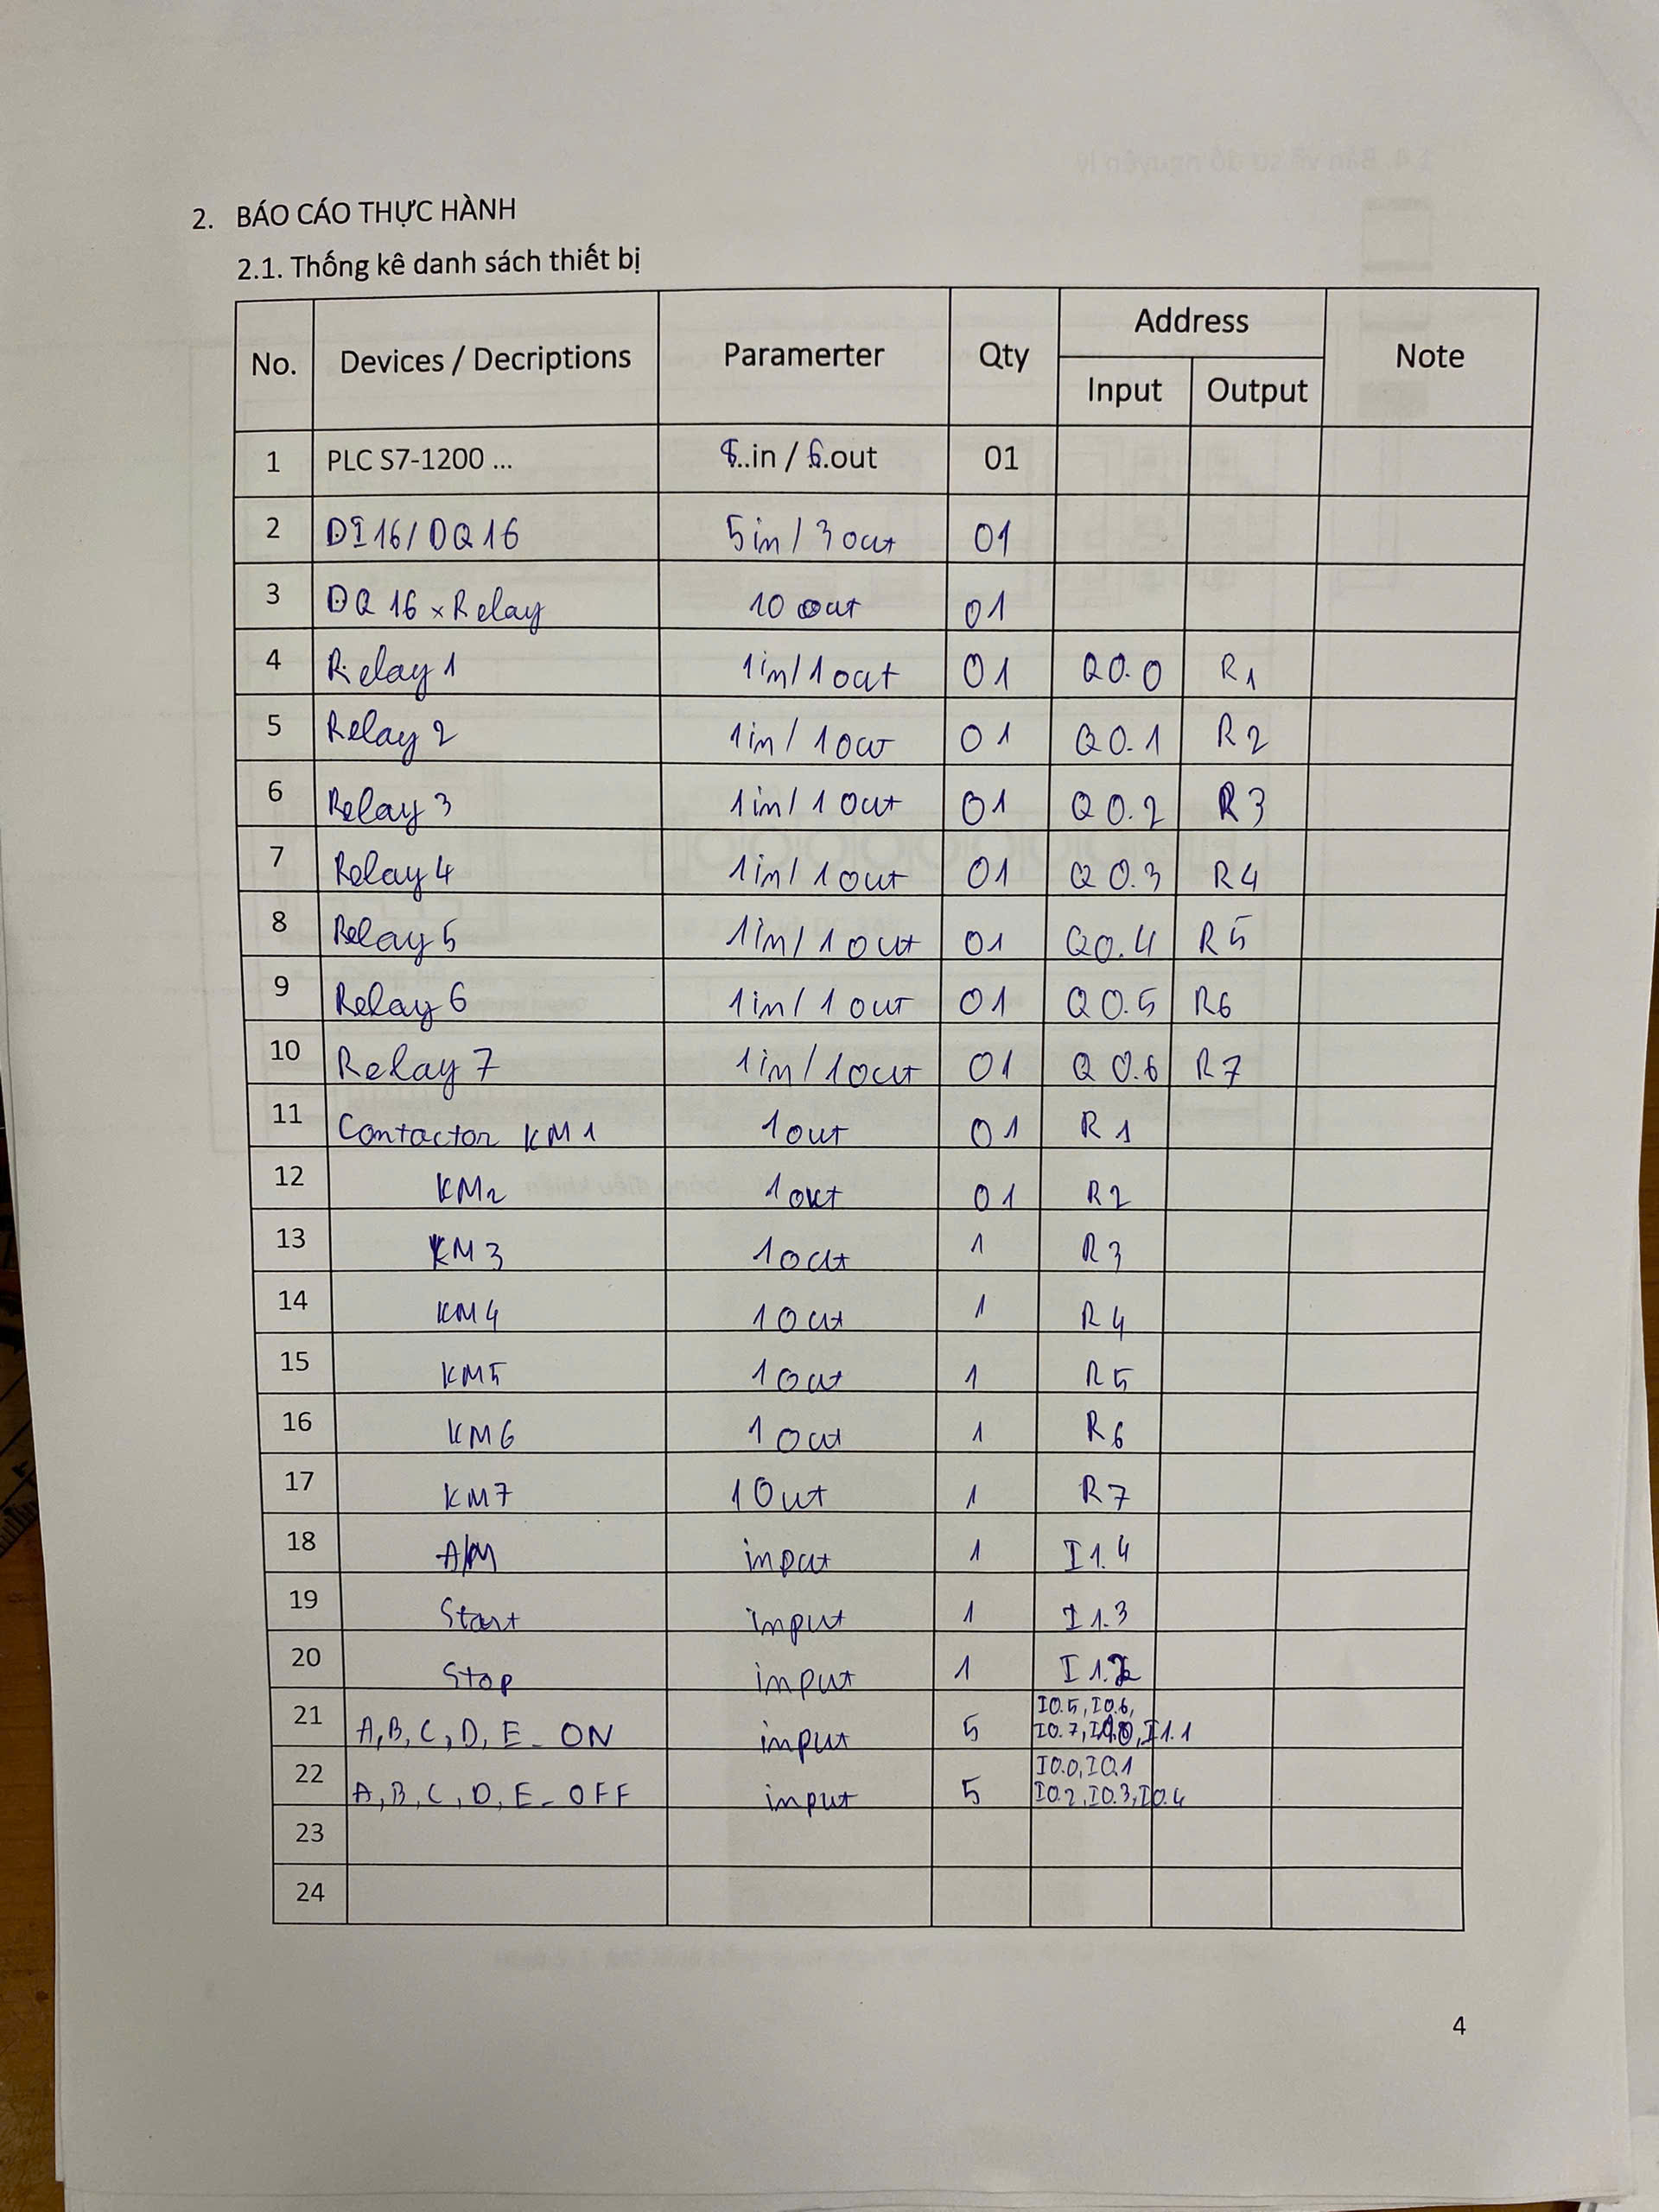 2. BÁO CÁO THỰC HÀNH
2.1. Thống kê danh sách thiết bị
No. Devices / Decriptions Paramerter Qty Address Note
Input Output
1 PLC S7-1200 ... ..in / 6.out 01
2 DI16/DQ16 5in/3out 01
3 DQ 16 x Relay 10 out 01
4 Relay 1 1in/1out 01 Q0.0 R1
5 Relay 2 1in/1out 01 Q0.1 R2
6 Relay 3 1in/1out 01 Q0.2 R3
7 Relay 4 1in/1out 01 Q0.3 R4
8 Relay 5 1in/1out 01 Q0.4 R5
9 Relay 6 1in/1out 01 Q0.5 R6
10 Relay 7 1in/1out 01 Q0.6 R7
11 Contactor KM1 1out 01 R1
12 KM2 1out 01 R2
13 KM3 1out 1 R3
14 KM4 1out 1 R4
15 KM5 1out 1 R5
16 KM6 1out 1 R6
17 KM7 1Out 1 R7
18 A/M input 1 I1.4
19 Start input 1 I1.3
20 Stop input 1 I1.2
21 A,B,C,D,E_ON input 5 I0.5,I0.6,
I0.7,I1.0,I1.1
22 A,B,C,D,E_OFF input 5 I0.0,I0.1
I0.2,I0.3,I0.4
23
24
4